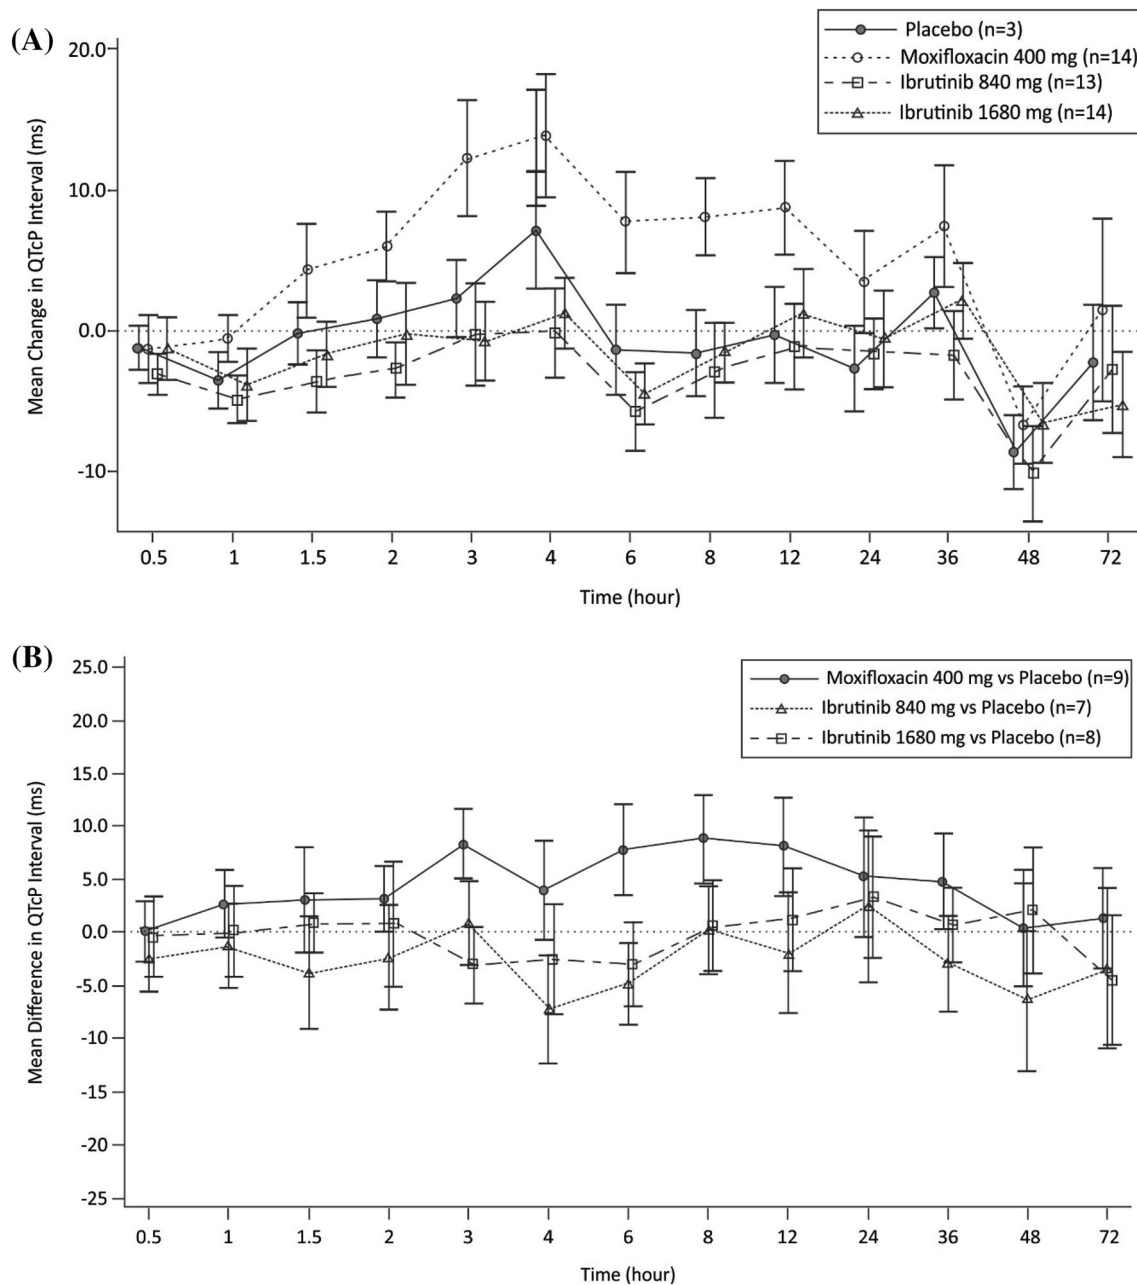 (A)
Placebo (n=3)
Moxifloxacin 400 mg (n=14)
Ibrutinib 840 mg (n=13)
Ibrutinib 1680 mg (n=14)
Mean Change in QTcP Interval (ms)
20.0
10.0
0.0
-10
0.5 1 1.5 2 3 4 6 8 12 24 36 48 72
Time (hour)
(B)
Moxifloxacin 400 mg vs Placebo (n=9)
Ibrutinib 840 mg vs Placebo (n=7)
Ibrutinib 1680 mg vs Placebo (n=8)
Mean Difference in QTcP Interval (ms)
25.0
20.0
15.0
10.0
5.0
0.0
-5.0
-10
-15
-20
-25
0.5 1 1.5 2 3 4 6 8 12 24 36 48 72
Time (hour)